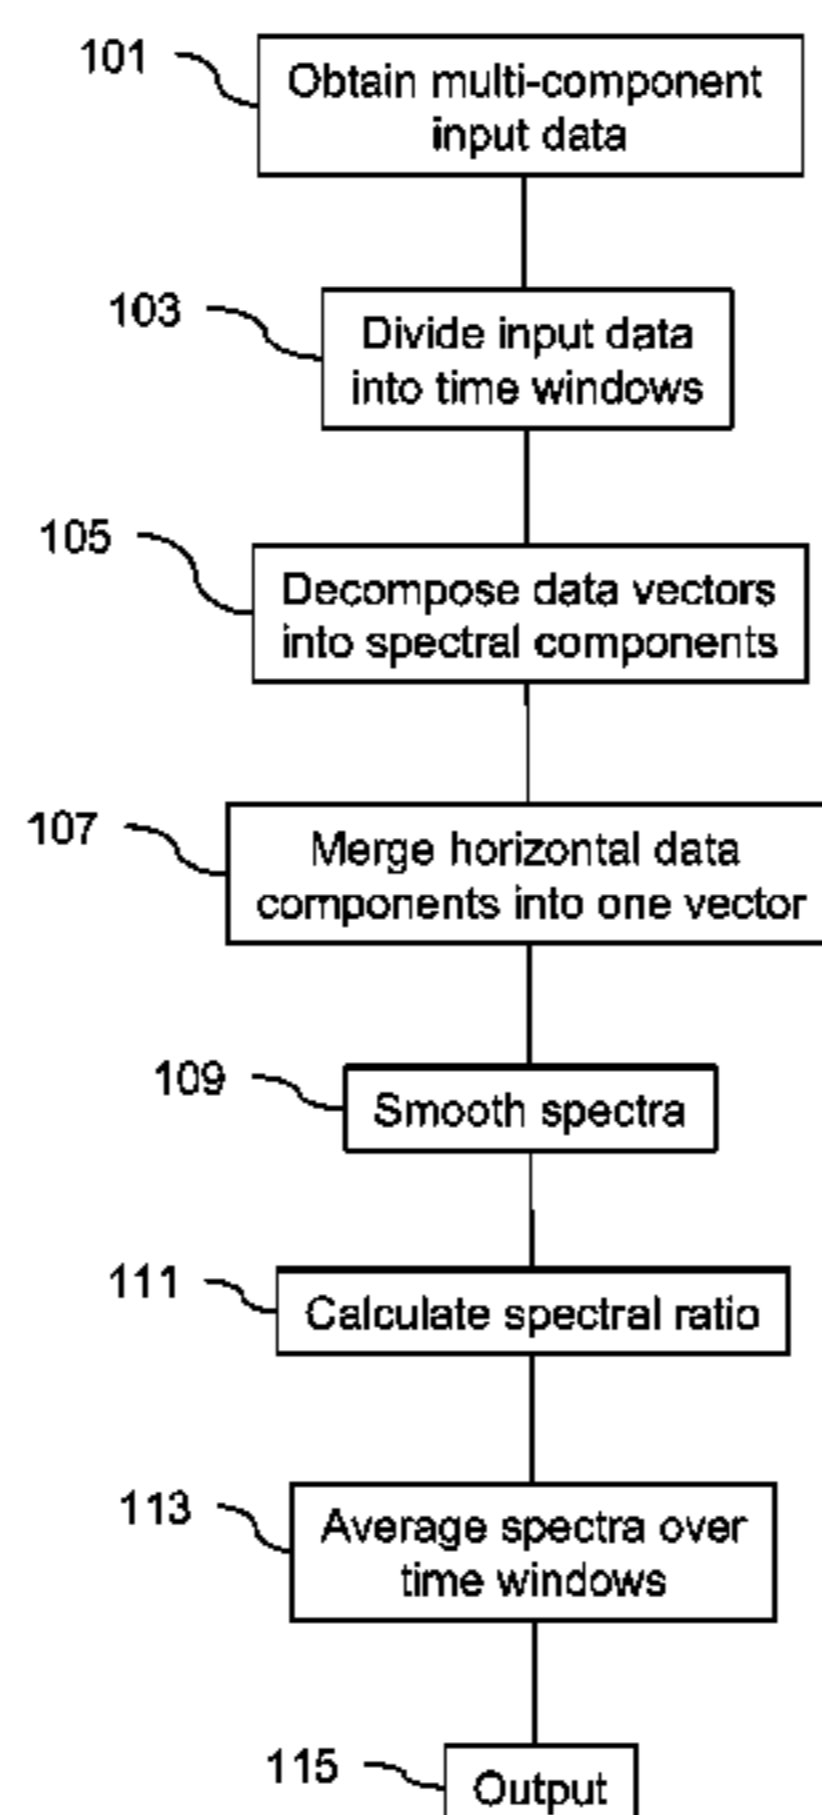 101
Obtain multi-component
input data
103
Divide input data
into time windows
105
Decompose data vectors
into spectral components
107
Merge horizontal data
components into one vector
109
Smooth spectra
111
Calculate spectral ratio
113
Average spectra over
time windows
115
Output